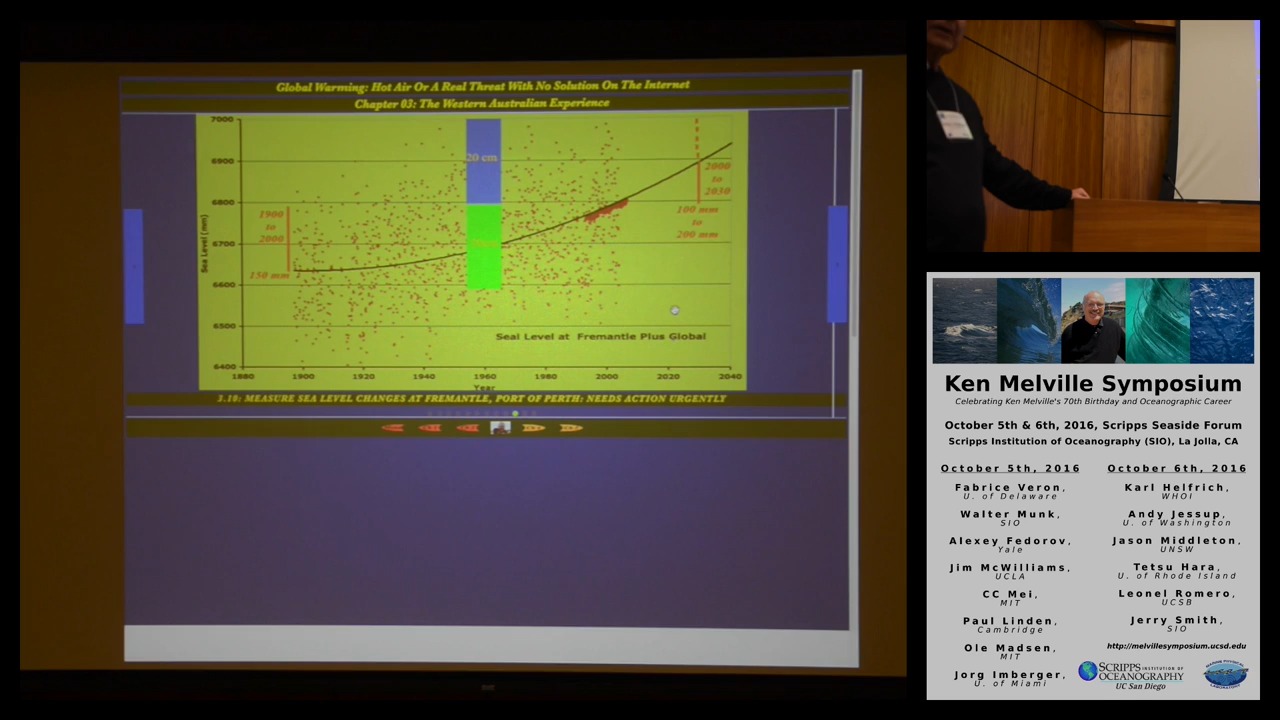 Global Warming: Hot Air Or A Real Threat With No Solution On The Internet
Chapter 03: The Western Australian Experience
7000
6900
6800
6700
6600
6500
6400
Sea Level (mm)
1880
1900
1920
1940
1960
1980
2000
2020
2040
Year
1900
to
2000
150 mm
20 cm
2000
to
2030
100 mm
to
200 mm
Seal Level at Fremantle Plus Global
3.10: MEASURE SEA LEVEL CHANGES AT FREMANTLE, PORT OF PERTH: NEEDS ACTION URGENTLY
Ken Melville Symposium
Celebrating Ken Melville's 70th Birthday and Oceanographic Career
October 5th & 6th, 2016, Scripps Seaside Forum
Scripps Institution of Oceanography (SIO), La Jolla, CA
October 5th, 2016
Fabrice Veron,
U. of Delaware
Walter Munk,
SIO
Alexey Fedorov,
Yale
Jim McWilliams,
UCLA
CC Mei,
MIT
Paul Linden,
Cambridge
Ole Madsen,
MIT
Jorg Imberger,
U. of Miami
October 6th, 2016
Karl Helfrich,
WHOI
Andy Jessup,
U. of Washington
Jason Middleton,
UNSW
Tetsu Hara,
U. of Rhode Island
Leonel Romero,
UCSB
Jerry Smith,
SIO
http://melvillesymposium.ucsd.edu
SCRIPPS INSTITUTION OF
OCEANOGRAPHY
UC San Diego